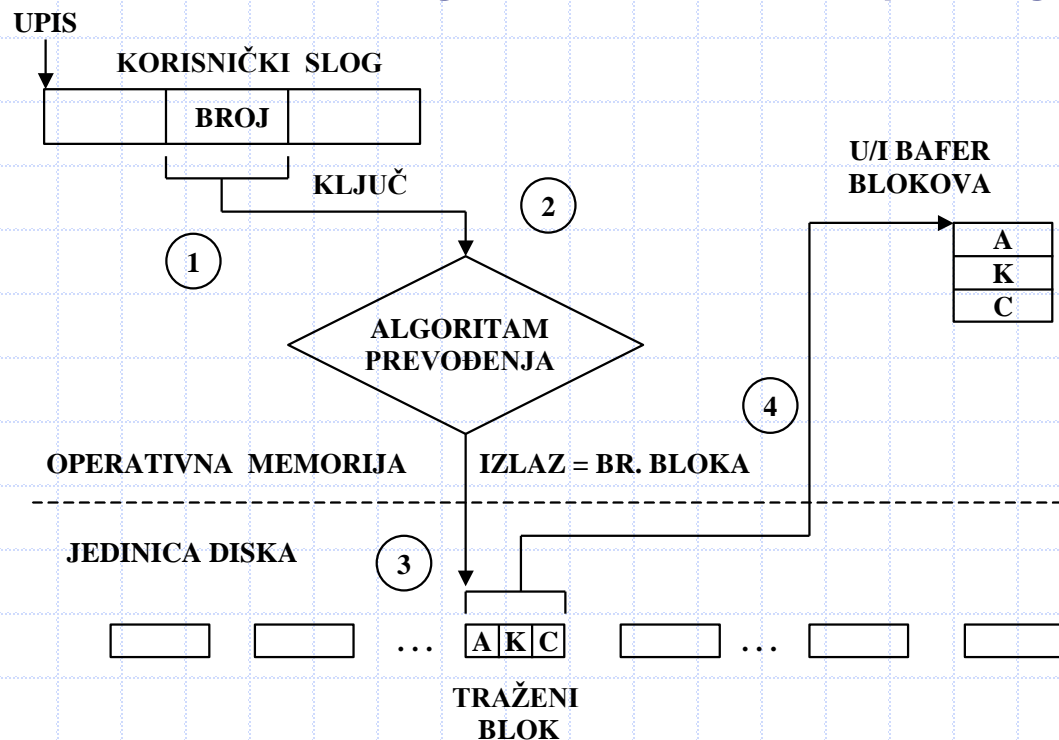 UPIS
KORISNIČKI SLOG
BROJ
KLJUČ
U/I BAFER
BLOKOVA
2
1
A
K
C
ALGORITAM
PREVOĐENJA
4
OPERATIVNA MEMORIJA
IZLAZ = BR. BLOKA
JEDINICA DISKA
3
... A K C ...
TRAŽENI
BLOK